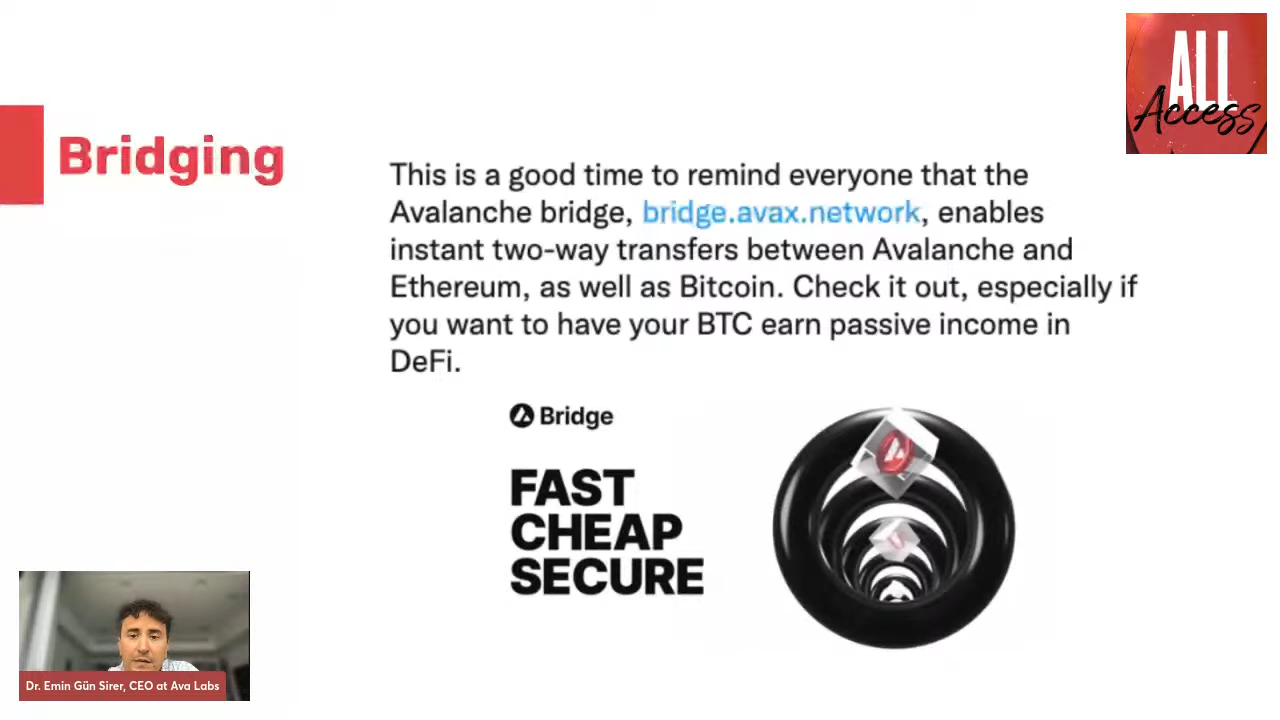 ALL
Access
Bridging
This is a good time to remind everyone that the
Avalanche bridge, bridge.avax.network, enables
instant two-way transfers between Avalanche and
Ethereum, as well as Bitcoin. Check it out, especially if
you want to have your BTC earn passive income in
DeFi.
Bridge
FAST
CHEAP
SECURE
Dr. Emin Gün Sirer, CEO at Ava Labs